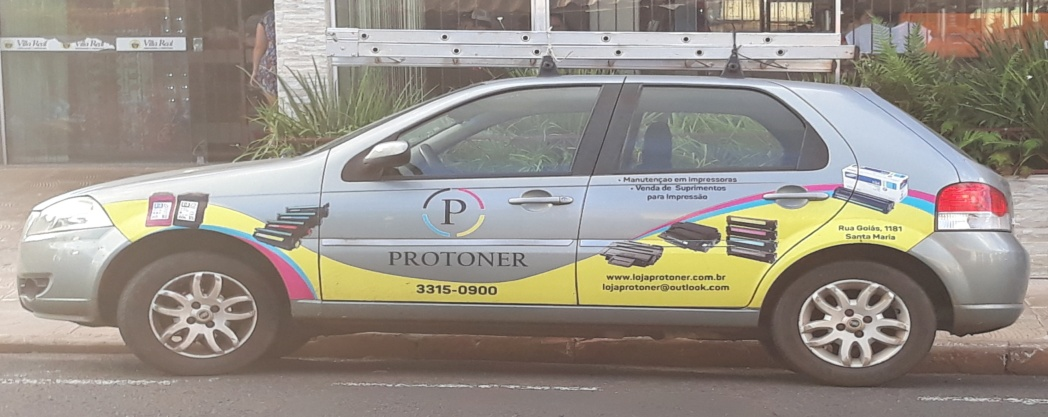 Villa Real Villa Real Villa Real
• Manutençao em impressoras
• Venda de Suprimentos
para Impressão
P
PROTONER
3315-0900
Rua Goiás, 1181
Santa Maria
www.lojaprotoner.com.br
lojaprotoner@outlook.com